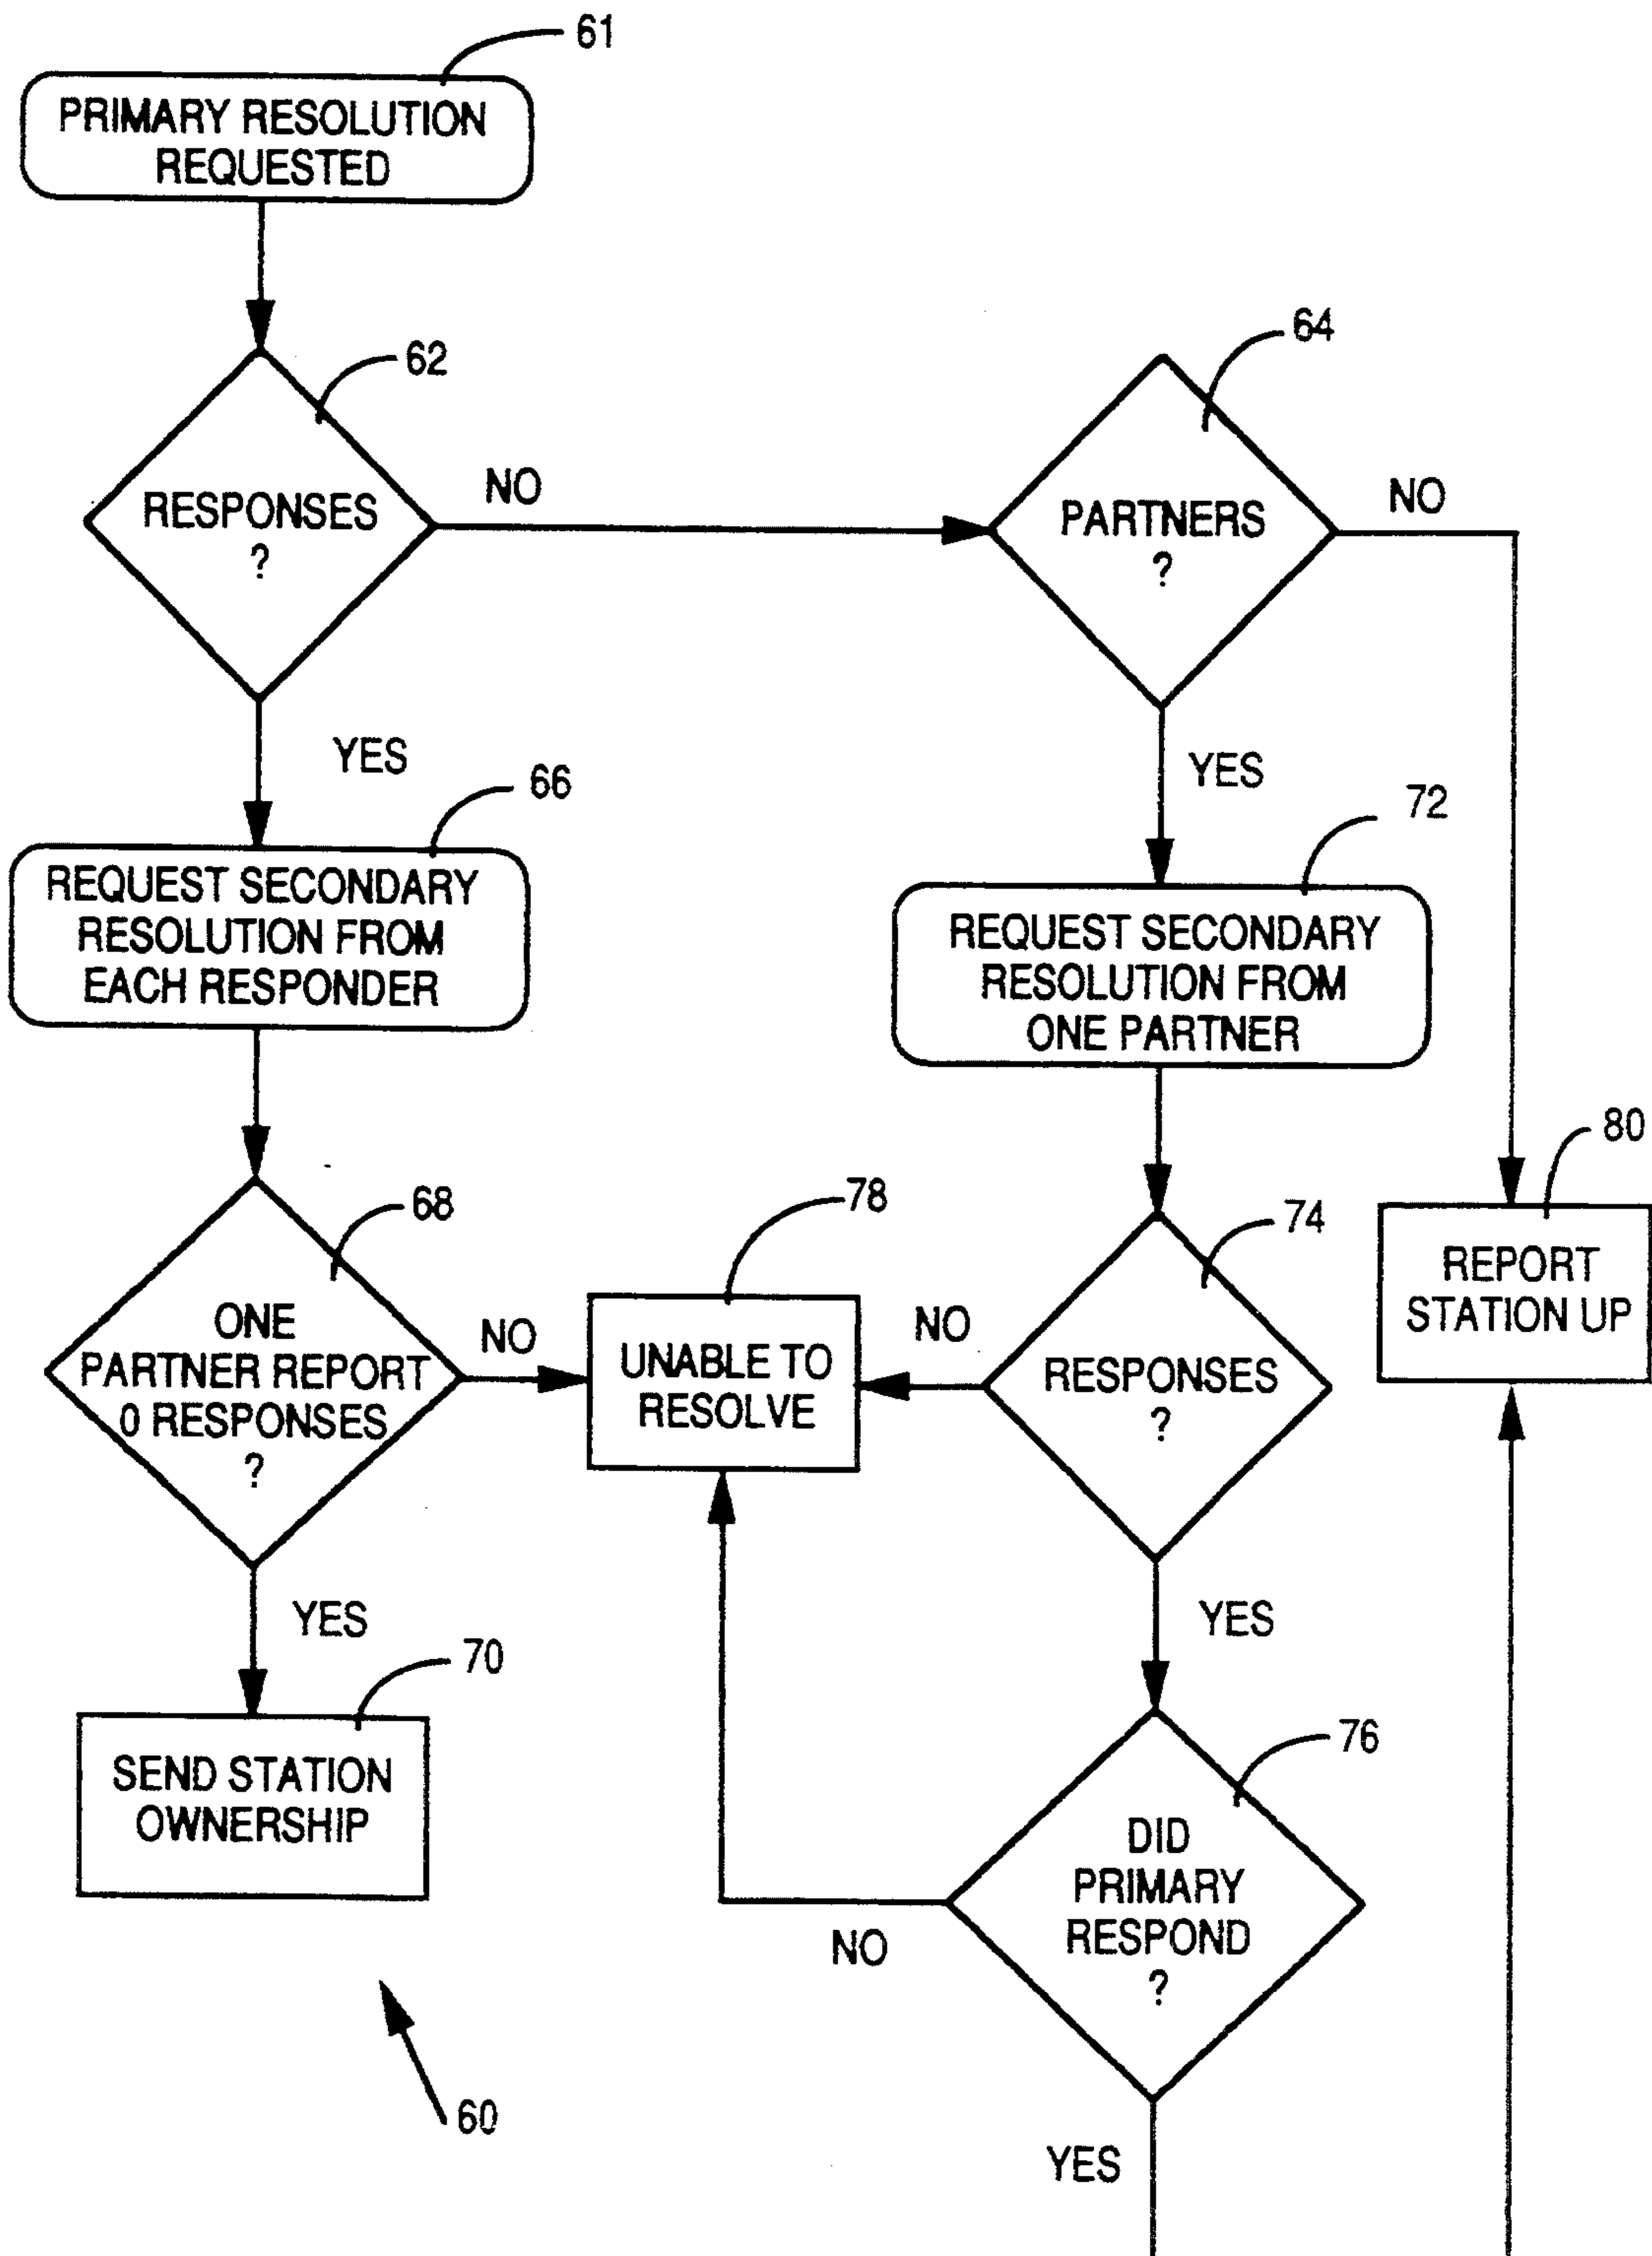 61
PRIMARY RESOLUTION
REQUESTED
62
RESPONSES
?
NO
64
PARTNERS
?
NO
YES
66
REQUEST SECONDARY
RESOLUTION FROM
EACH RESPONDER
YES
72
REQUEST SECONDARY
RESOLUTION FROM
ONE PARTNER
68
ONE
PARTNER REPORT
0 RESPONSES
?
NO
78
UNABLE TO
RESOLVE
NO
74
RESPONSES
?
80
REPORT
STATION UP
YES
70
SEND STATION
OWNERSHIP
YES
76
DID
PRIMARY
RESPOND
?
NO
60
YES